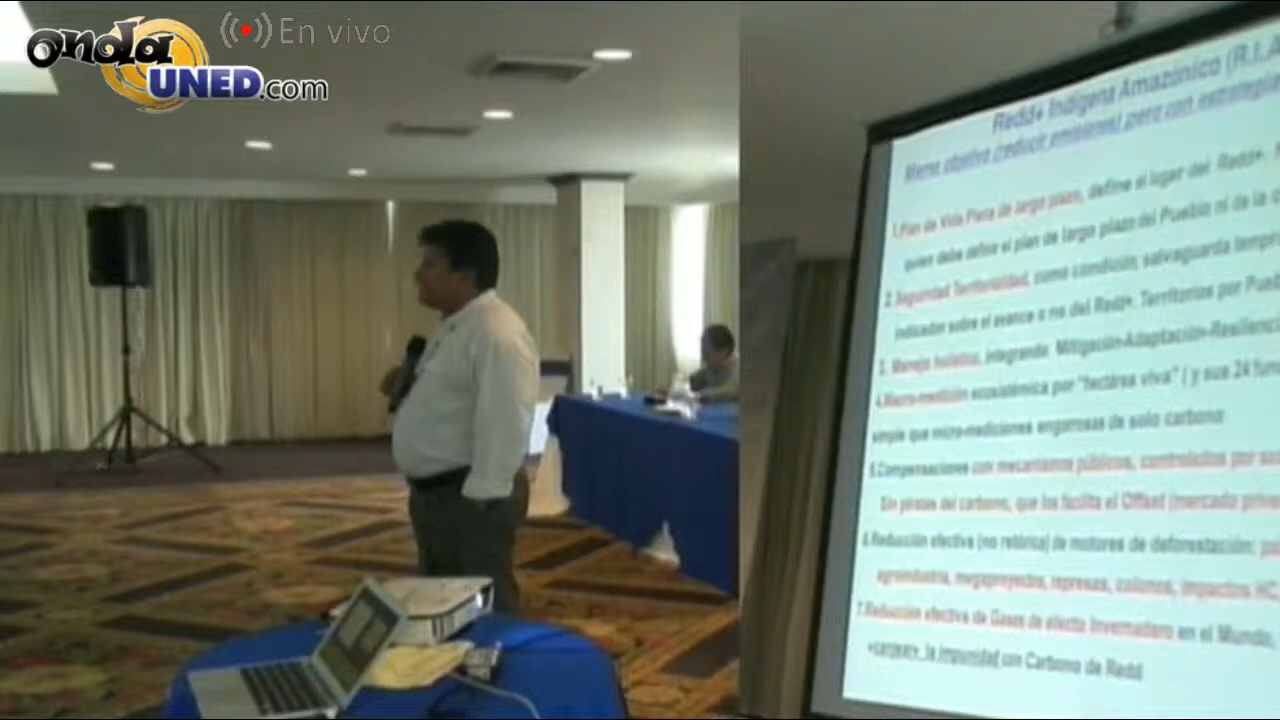 onda
UNED.com
En vivo
Redd+ Indígena Amazónico (R.I.A
Mismo objetivo (reducir emisiones) pero con estrategia
1.Plan de Vida Plena de largo plazo, define el lugar del Redd+.
quien debe definir el plan de largo plazo del Pueblo ni de la
2. Seguridad Territorial, como condición, salvaguarda
indicador sobre el avance o no del Redd+. Territorios por Pueb
3. Manejo holístico, integrando: Mitigación-Adaptación-Resilienc
4.Macro-medición ecosistémica por "hectárea viva" ( y sus 24 fun
simple que micro-mediciones engorrosas de solo carbono
5.Compensaciones con mecanismos públicos, controlados por
Sin piratas del carbono, que los facilita el Offset (mercado priva
6.Reducción efectiva (no retórica) de motores de deforestación:
agroindustria, megaproyectos, represas, colonos, impactos HC,
7.Reducción efectiva de Gases de efecto Invernadero en el Mundo,
la impunidad con Carbono de Redd